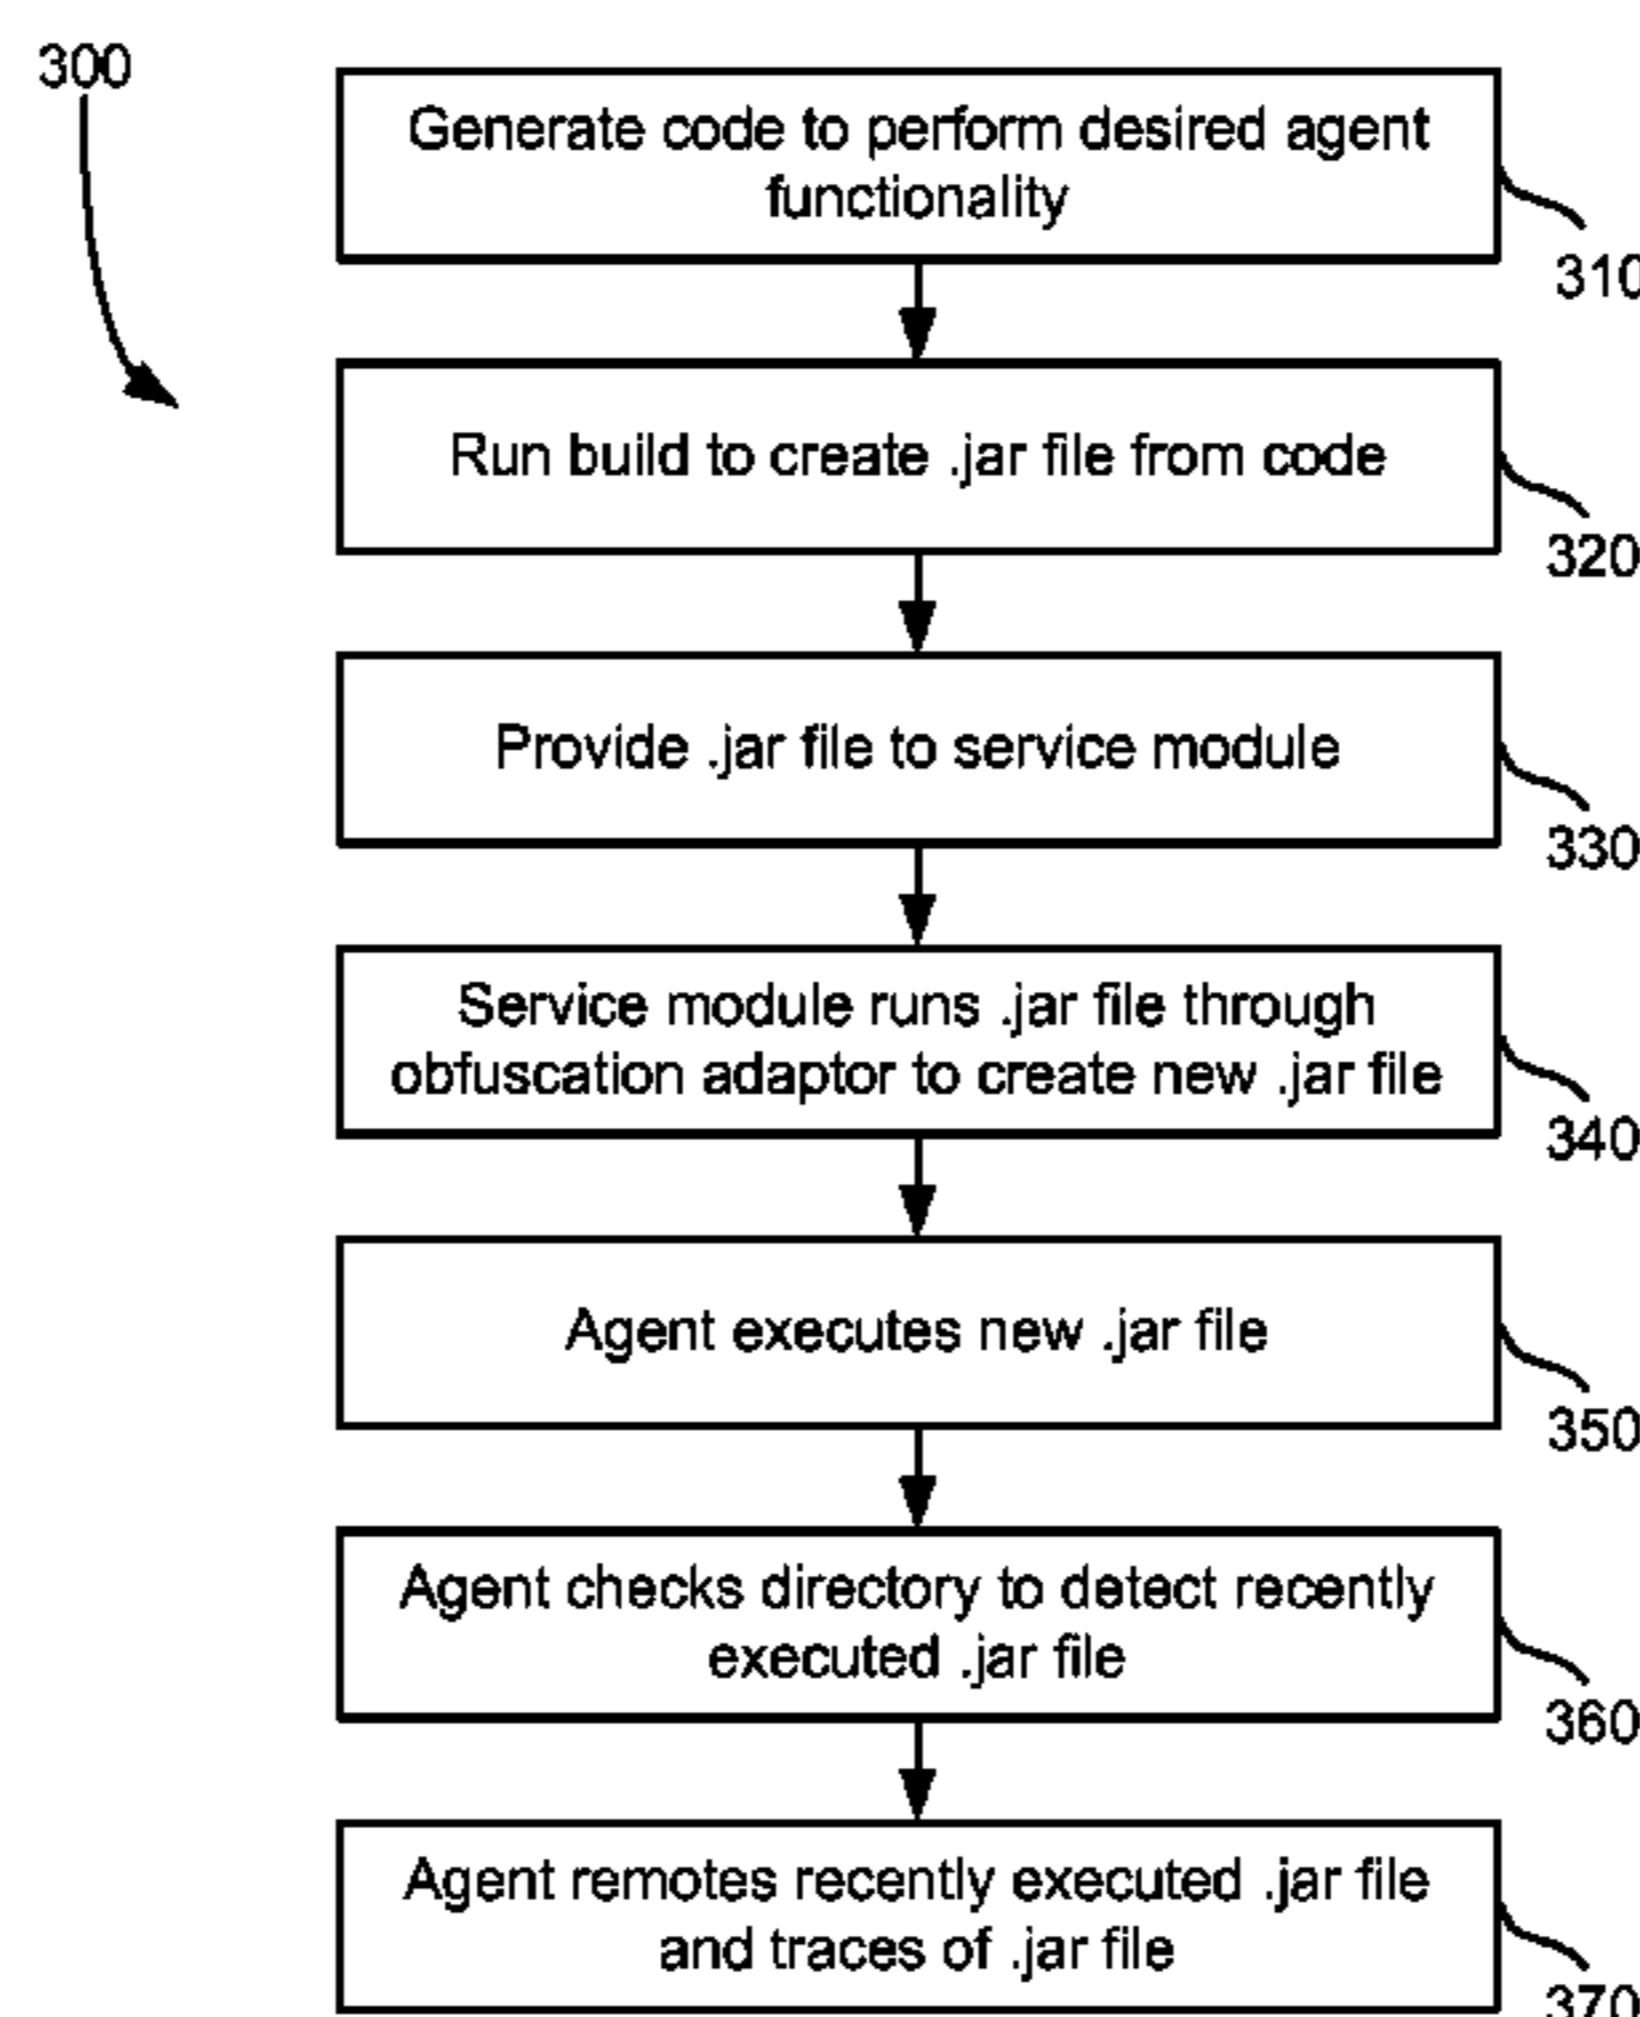 300
Generate code to perform desired agent
functionality
310
Run build to create .jar file from code
320
Provide .jar file to service module
330
Service module runs .jar file through
obfuscation adaptor to create new .jar file
340
Agent executes new .jar file
350
Agent checks directory to detect recently
executed .jar file
360
Agent remotes recently executed .jar file
and traces of .jar file
370